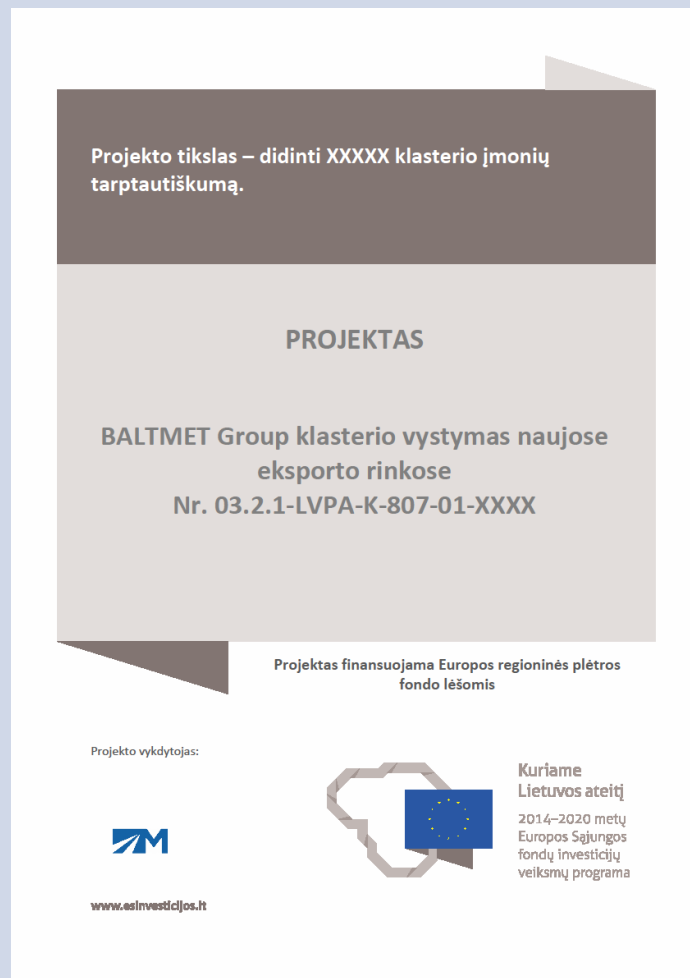 Projekto tikslas – didinti XXXXX klasterio įmonių
tarptautiškumą.
PROJEKTAS
BALTMET Group klasterio vystymas naujose
eksporto rinkose
Nr. 03.2.1-LVPA-K-807-01-XXXX
Projektas finansuojama Europos regioninės plėtros
fondo lėšomis
Projekto vykdytojas:
Kuriame
Lietuvos ateitį
2014–2020 metų
Europos Sąjungos
fondų investicijų
veiksmų programa
M
www.esinvesticijos.lt